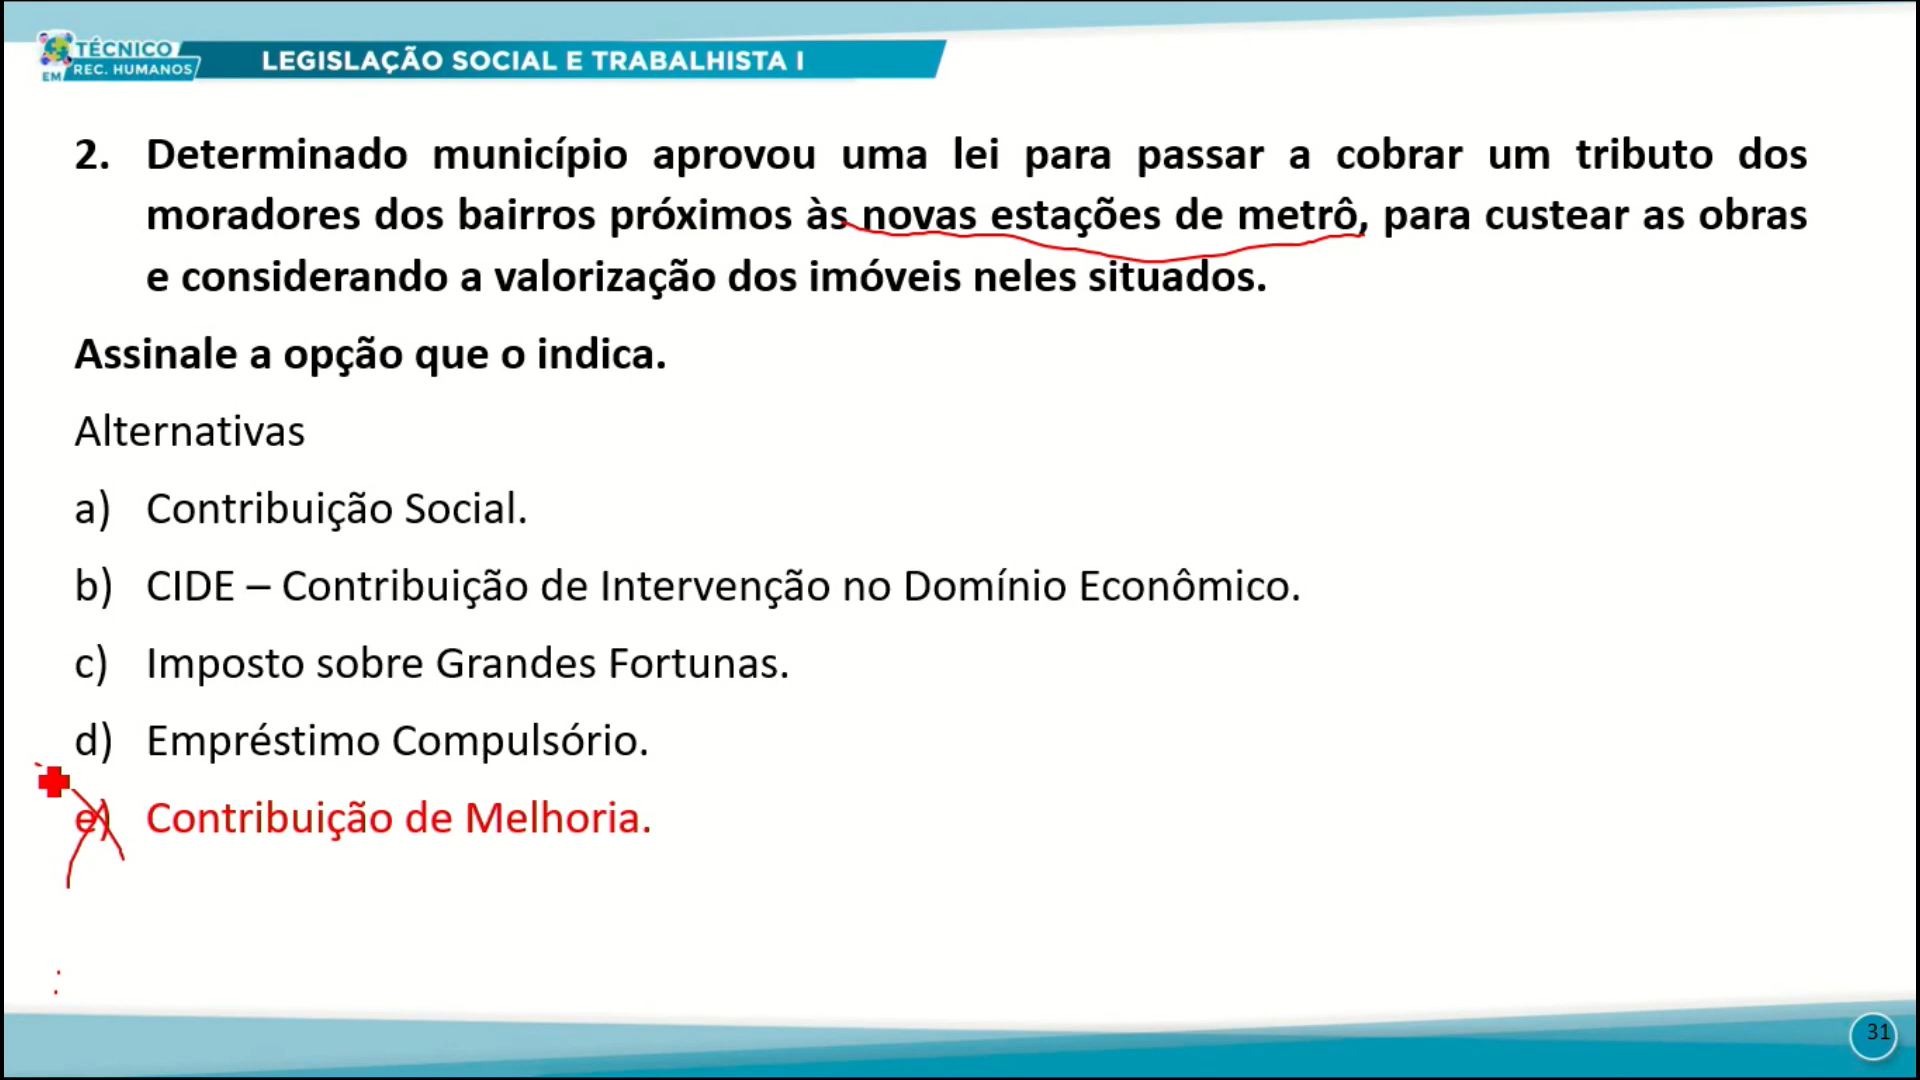 TÉCNICO
EM REC. HUMANOS
LEGISLAÇÃO SOCIAL E TRABALHISTA I
2. Determinado município aprovou uma lei para passar a cobrar um tributo dos
moradores dos bairros próximos às novas estações de metrô, para custear as obras
e considerando a valorização dos imóveis neles situados.
Assinale a opção que o indica.
Alternativas
a) Contribuição Social.
b) CIDE – Contribuição de Intervenção no Domínio Econômico.
c) Imposto sobre Grandes Fortunas.
d) Empréstimo Compulsório.
e) Contribuição de Melhoria.
31